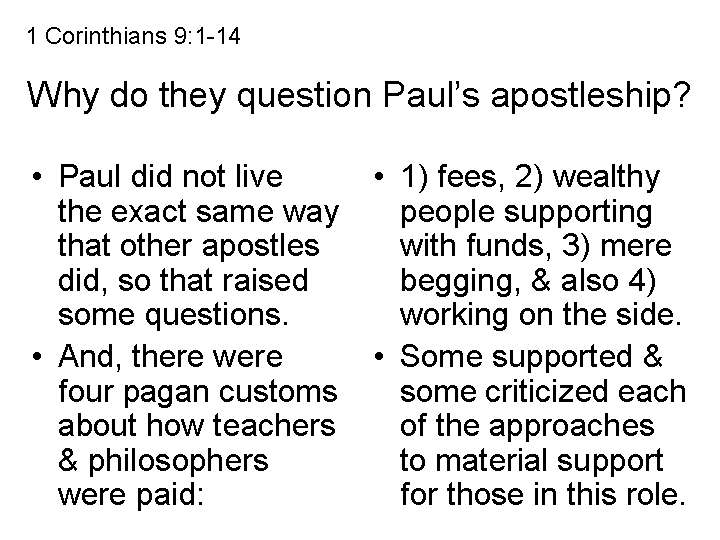 1 Corinthians 9:1-14
Why do they question Paul's apostleship?
• Paul did not live
the exact same way
that other apostles
did, so that raised
some questions.
• And, there were
four pagan customs
about how teachers
& philosophers
were paid:
• 1) fees, 2) wealthy
people supporting
with funds, 3) mere
begging, & also 4)
working on the side.
• Some supported &
some criticized each
of the approaches
to material support
for those in this role.